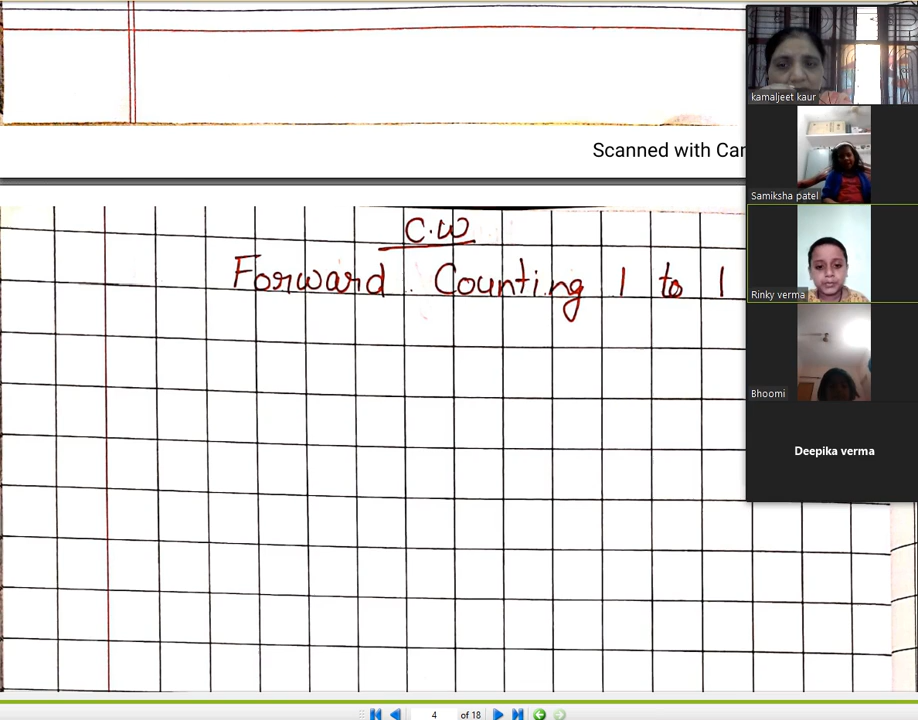 Scanned with Car
C.W
Forward Counting 1 to 1
kamaljeet kaur
Samiksha patel
Rinky verma
Bhoomi
Deepika verma
4 of 18